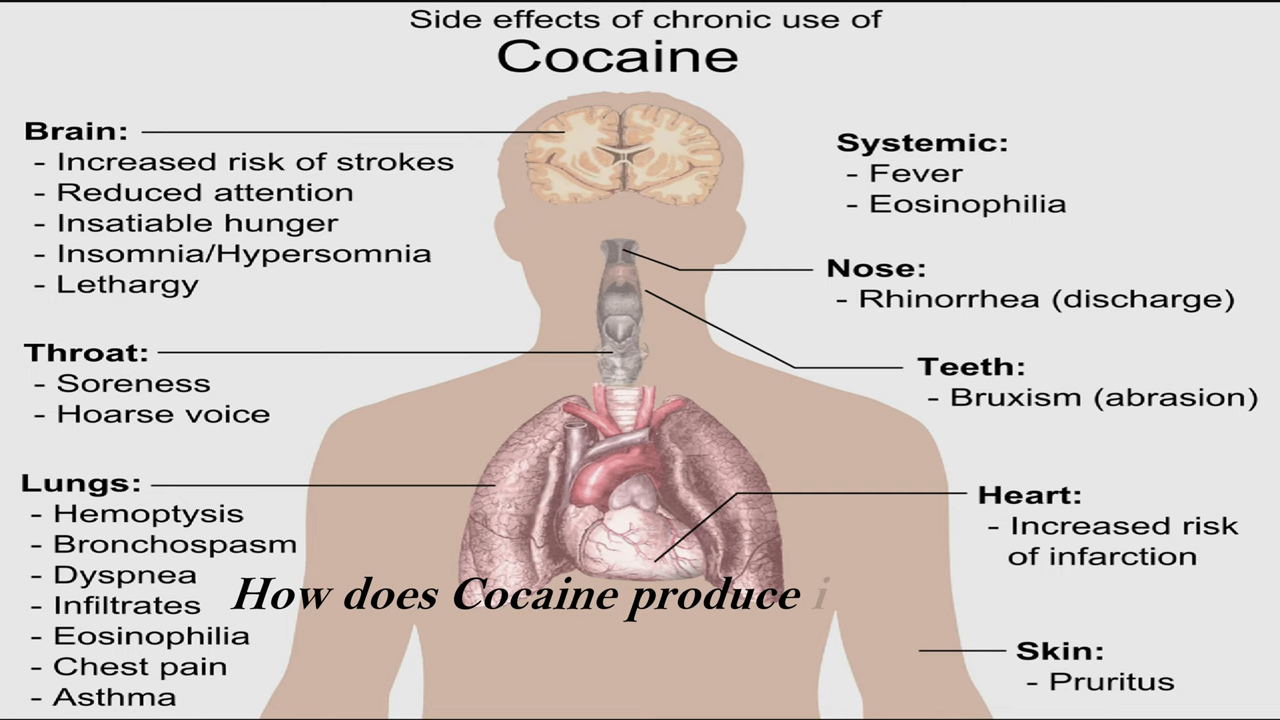 Side effects of chronic use of
Cocaine
Brain:
- Increased risk of strokes
- Reduced attention
- Insatiable hunger
- Insomnia/Hypersomnia
- Lethargy
Throat:
- Soreness
- Hoarse voice
Lungs:
- Hemoptysis
- Bronchospasm
- Dyspnea
- Infiltrates
- Eosinophilia
- Chest pain
- Asthma
Systemic:
- Fever
- Eosinophilia
Nose:
- Rhinorrhea (discharge)
Teeth:
- Bruxism (abrasion)
Heart:
- Increased risk
of infarction
Skin:
- Pruritus
How does Cocaine produce i